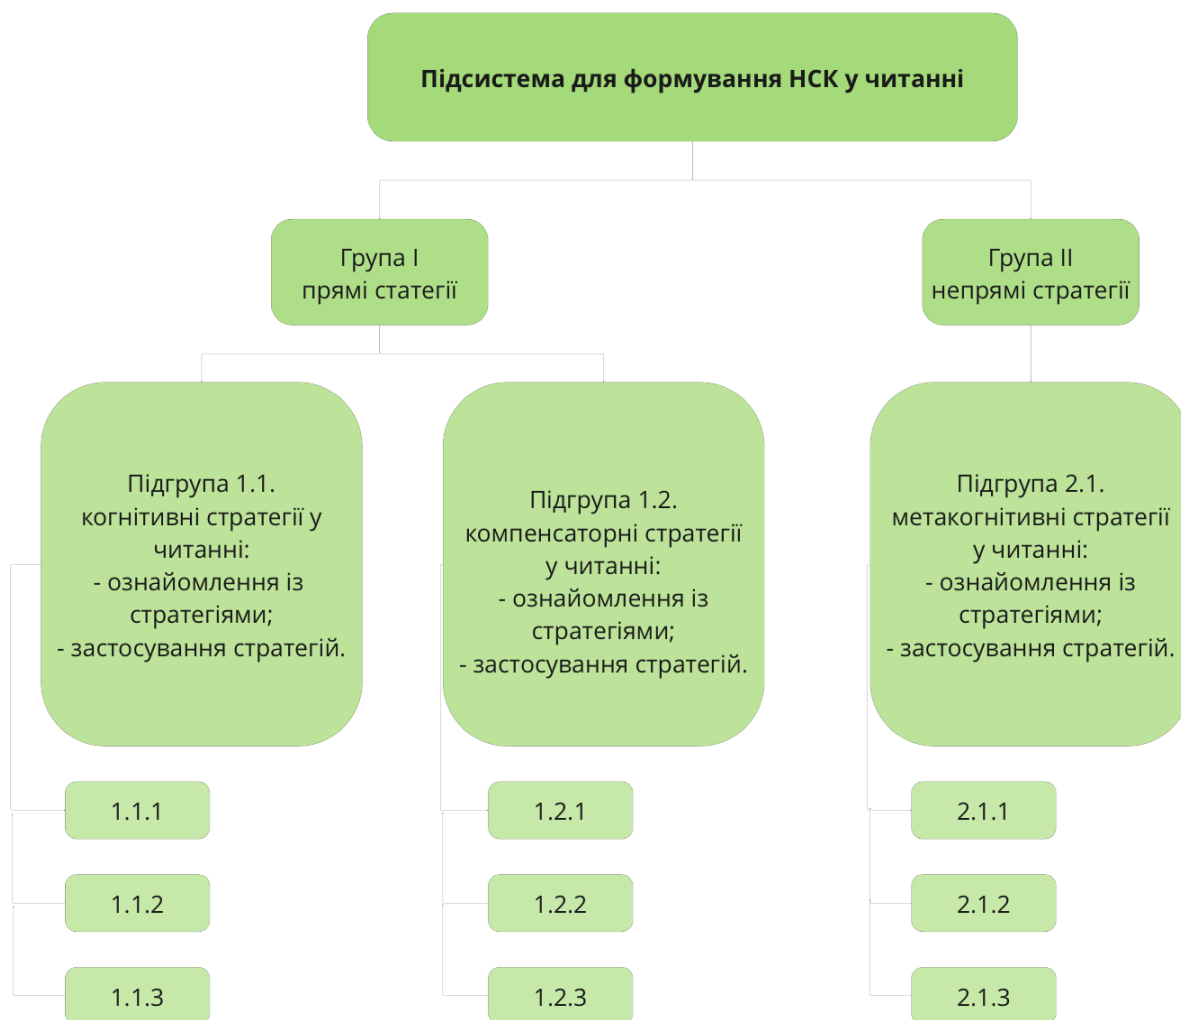 Підсистема для формування НСК у читанні
Група І
прямі статегії
Група ІІ
непрямі стратегії
Підгрупа 1.1.
когнітивні стратегії у
читанні:
- ознайомлення із
стратегіями;
- застосування стратегій.
Підгрупа 1.2.
компенсаторні стратегії
у читанні:
- ознайомлення із
стратегіями;
- застосування стратегій.
Підгрупа 2.1.
метакогнітивні стратегії
у читанні:
- ознайомлення із
стратегіями;
- застосування стратегій.
1.1.1
1.2.1
2.1.1
1.1.2
1.2.2
2.1.2
1.1.3
1.2.3
2.1.3